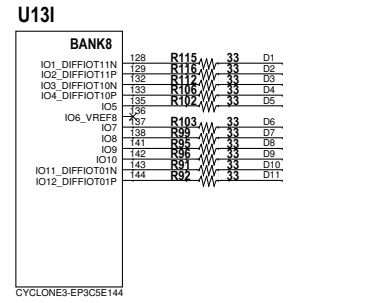 U13I
BANK8
IO1_DIFFIOT11N 128 R115 33 D1
IO2_DIFFIOT11P 129 R116 33 D2
IO3_DIFFIOT10N 132 R112 33 D3
IO4_DIFFIOT10P 133 R106 33 D4
IO5 135 R102 33 D5
IO6_VREF8 136
IO7 137 R103 33 D6
IO8 138 R99 33 D7
IO9 141 R95 33 D8
IO10 142 R96 33 D9
IO11_DIFFIOT01N 143 R91 33 D10
IO12_DIFFIOT01P 144 R92 33 D11
CYCLONE3-EP3C5E144